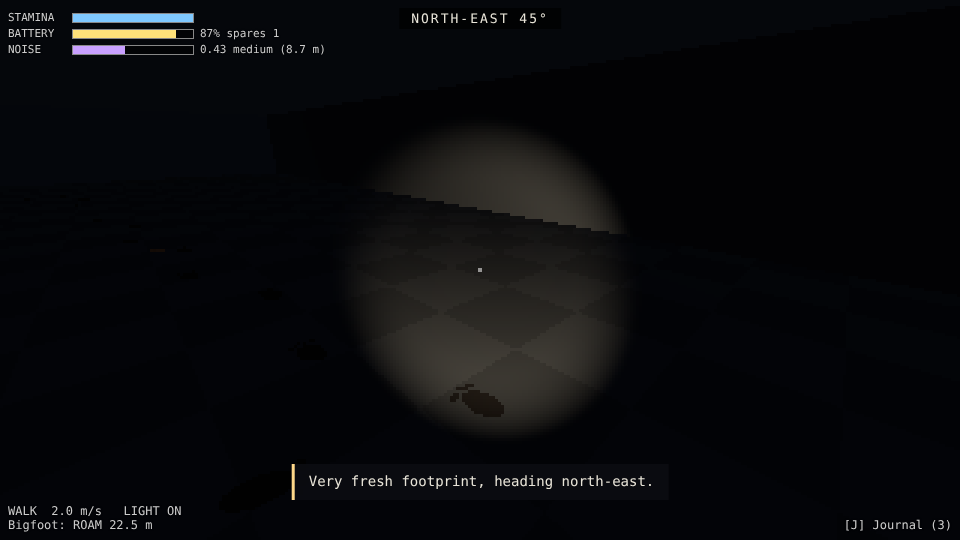 STAMINA
BATTERY 87% spares 1
NOISE 0.43 medium (8.7 m)
NORTH-EAST 45°
Very fresh footprint, heading north-east.
WALK 2.0 m/s LIGHT ON
Bigfoot: ROAM 22.5 m
[J] Journal (3)